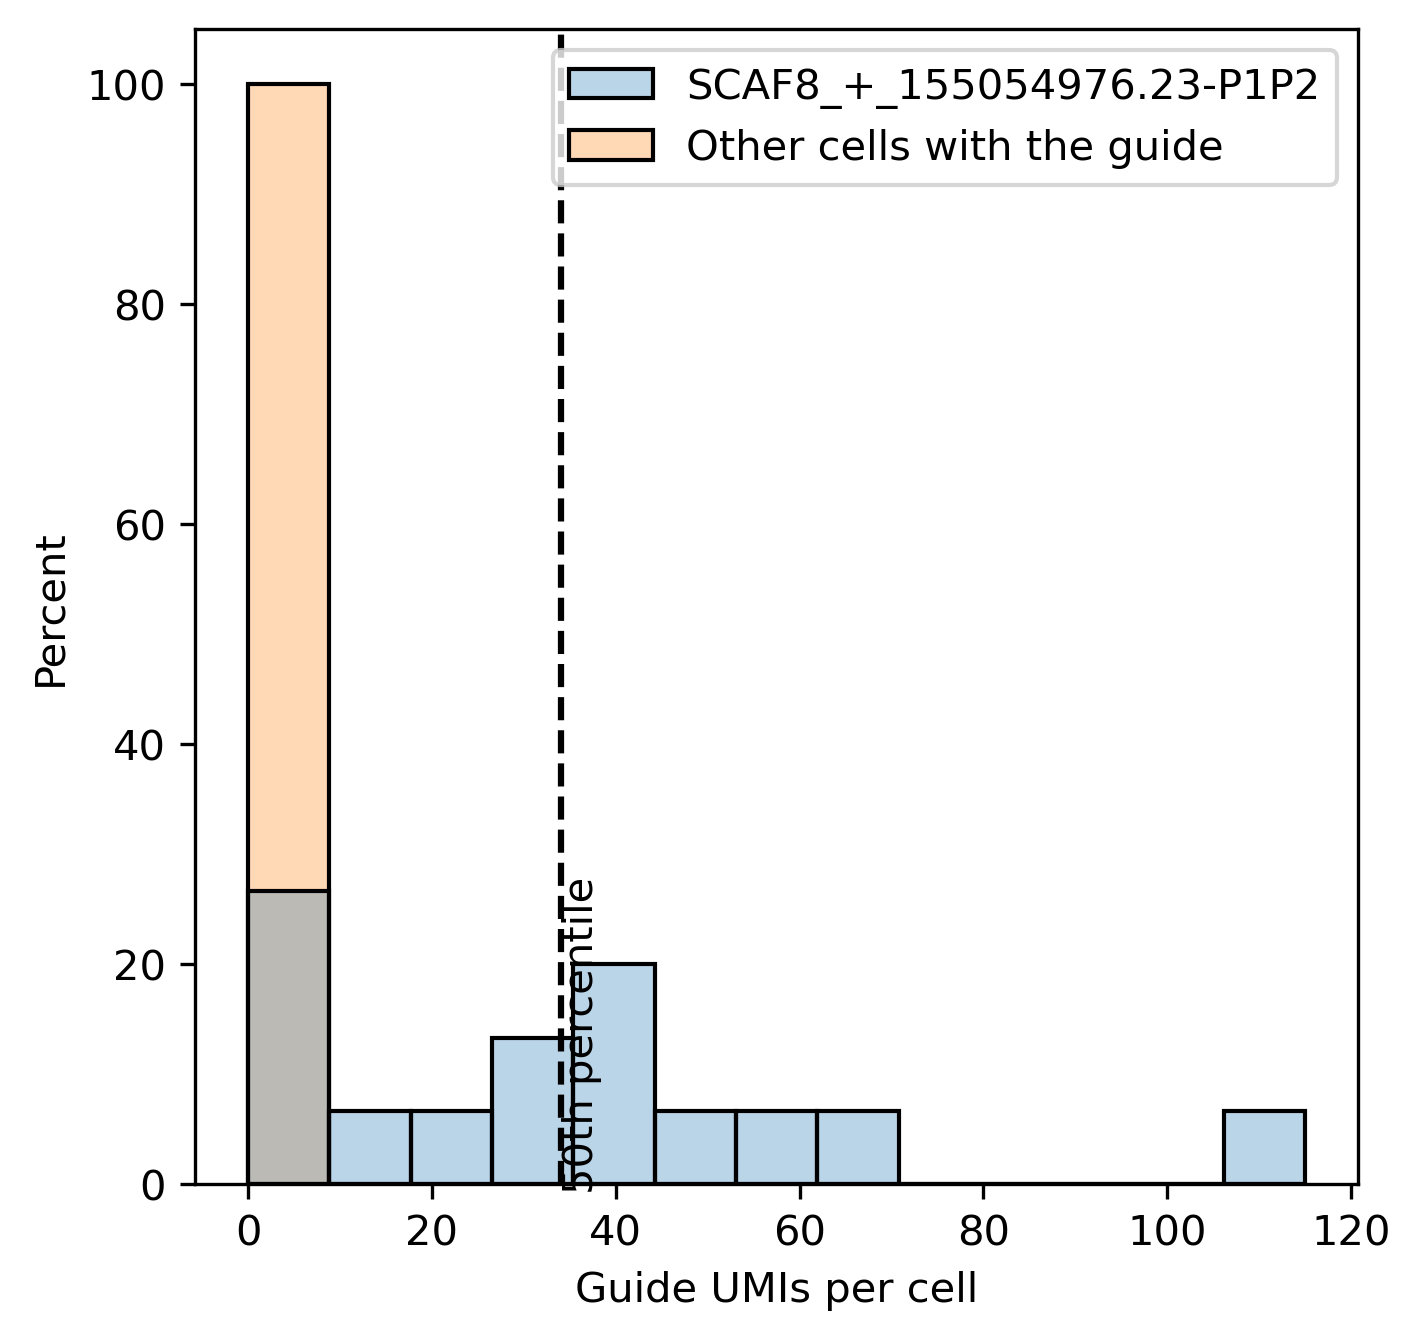 SCAF8_+_155054976.23-P1P2
Other cells with the guide
100
80
60
40
20
0
Percent
50th percentile
0 20 40 60 80 100 120
Guide UMIs per cell